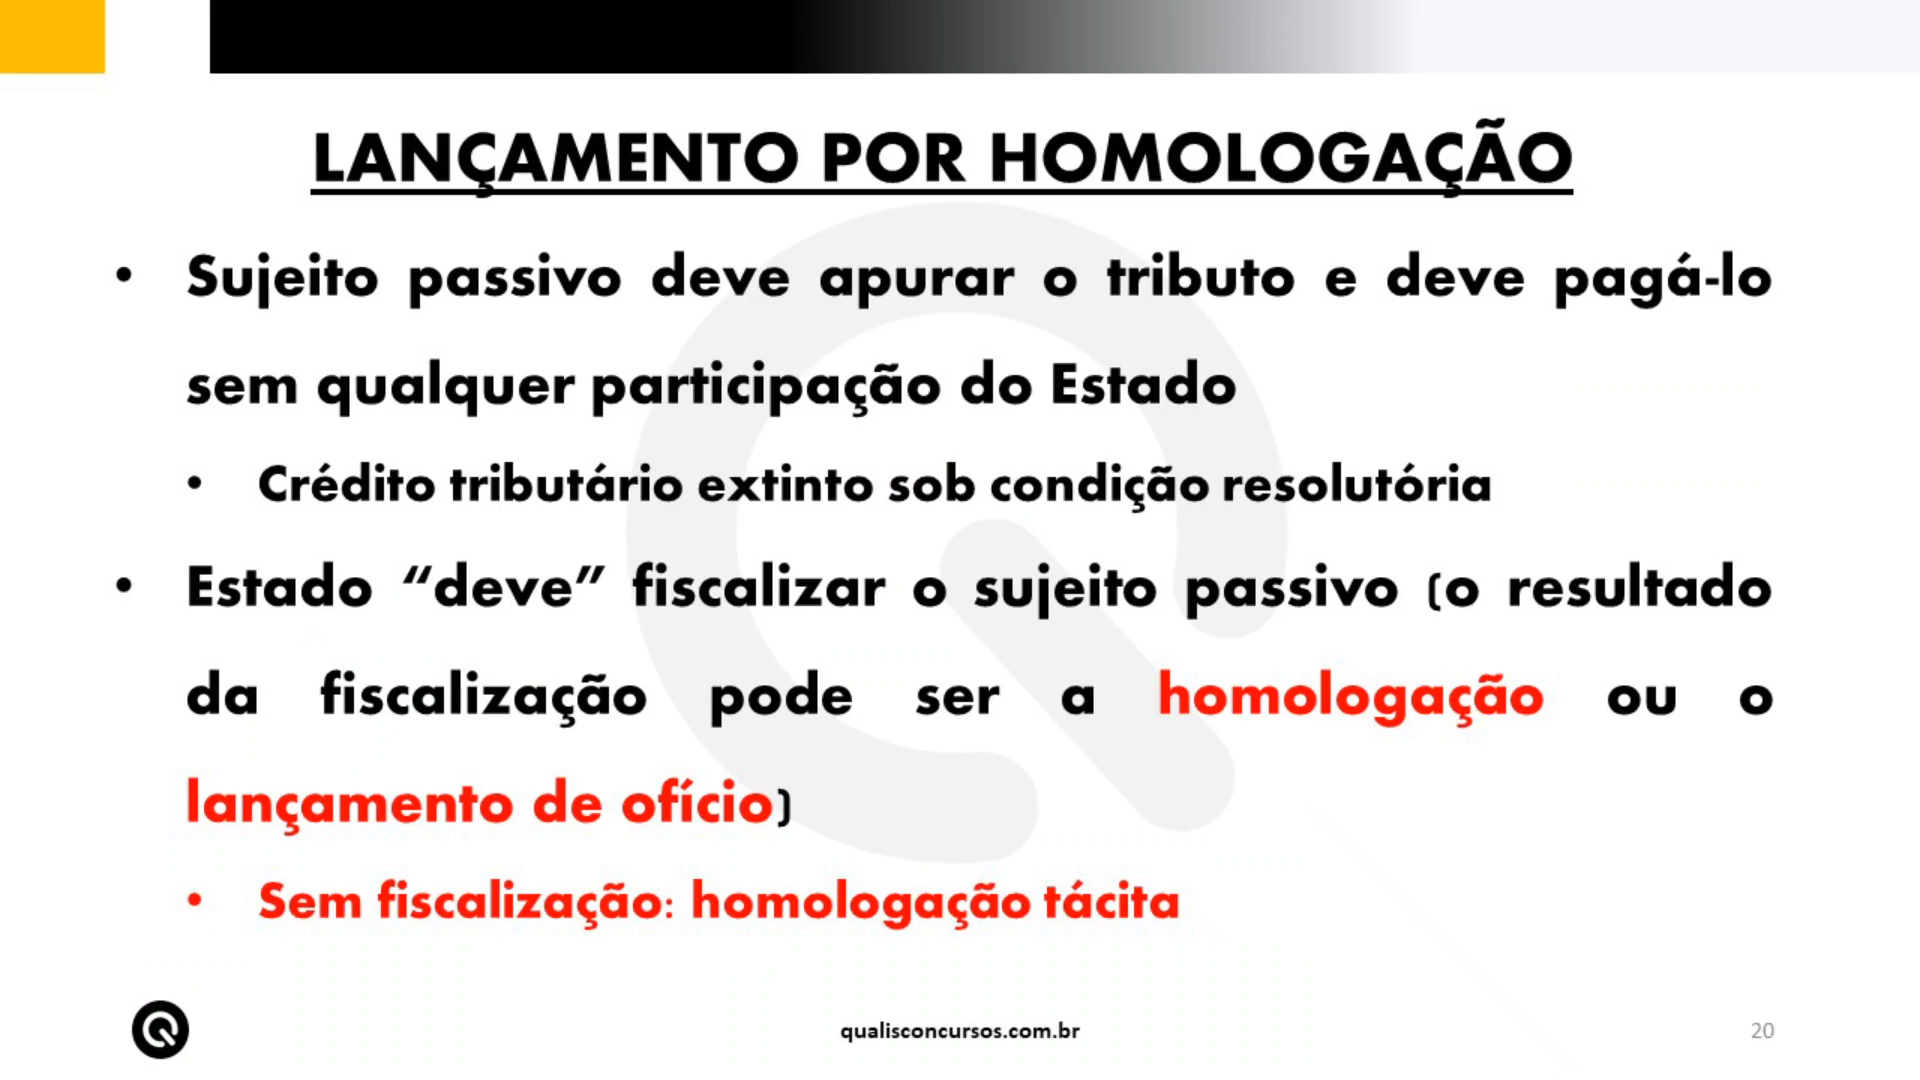 LANÇAMENTO POR HOMOLOGAÇÃO
• Sujeito passivo deve apurar o tributo e deve pagá-lo
sem qualquer participação do Estado
• Crédito tributário extinto sob condição resolutória
• Estado “deve” fiscalizar o sujeito passivo (o resultado
da fiscalização pode ser a homologação ou o
lançamento de ofício)
• Sem fiscalização: homologação tácita
qualisconcursos.com.br
20